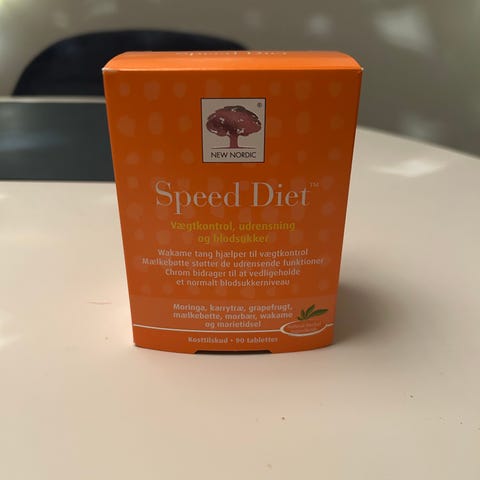 ®
NEW NORDIC
Speed Diet™
Vægtkontrol, udrensning
og blodsukker
Wakame tang hjælper til vægtkontrol
Mælkebøtte støtter de udrensende funktioner
Chrom bidrager til at vedligeholde
et normalt blodsukkerniveau
Moringa, karrytræ, grapefrugt,
mælkebøtte, morbær, wakame
og marietidsel
Kosttilskud • 90 tabletter